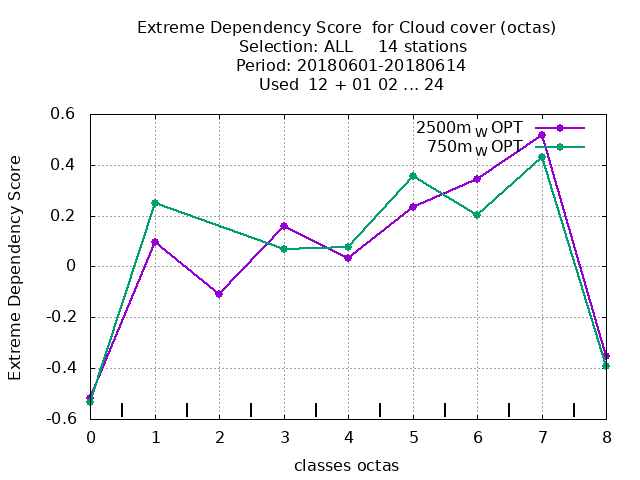 Extreme Dependency Score  for Cloud cover (octas)
Selection: ALL     14 stations
Period: 20180601-20180614
Used  12 + 01 02 ... 24
2500m_W OPT
750m_W OPT
0.6
0.4
0.2
0
-0.2
-0.4
-0.6
Extreme Dependency Score
0 1 2 3 4 5 6 7 8
classes octas